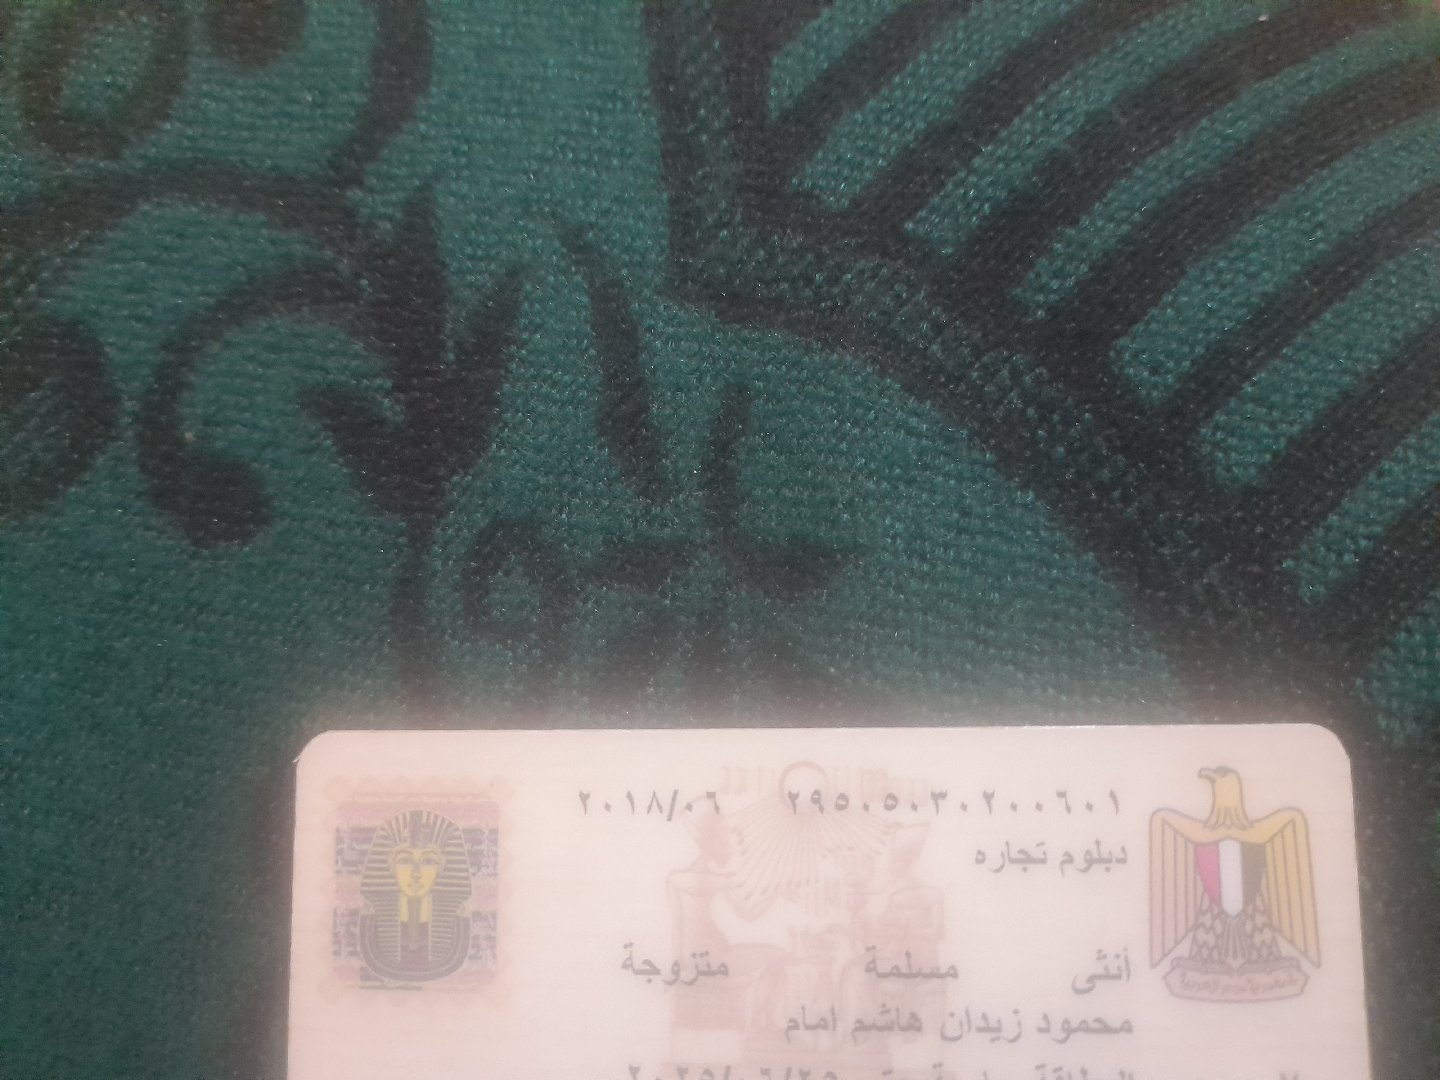 ٢٩٥٠٥٠٣٠٢٠٠٦٠١ ٢٠١٨/٠٦
دبلوم تجاره
أنثى مسلمة متزوجة
محمود زيدان هاشم امام